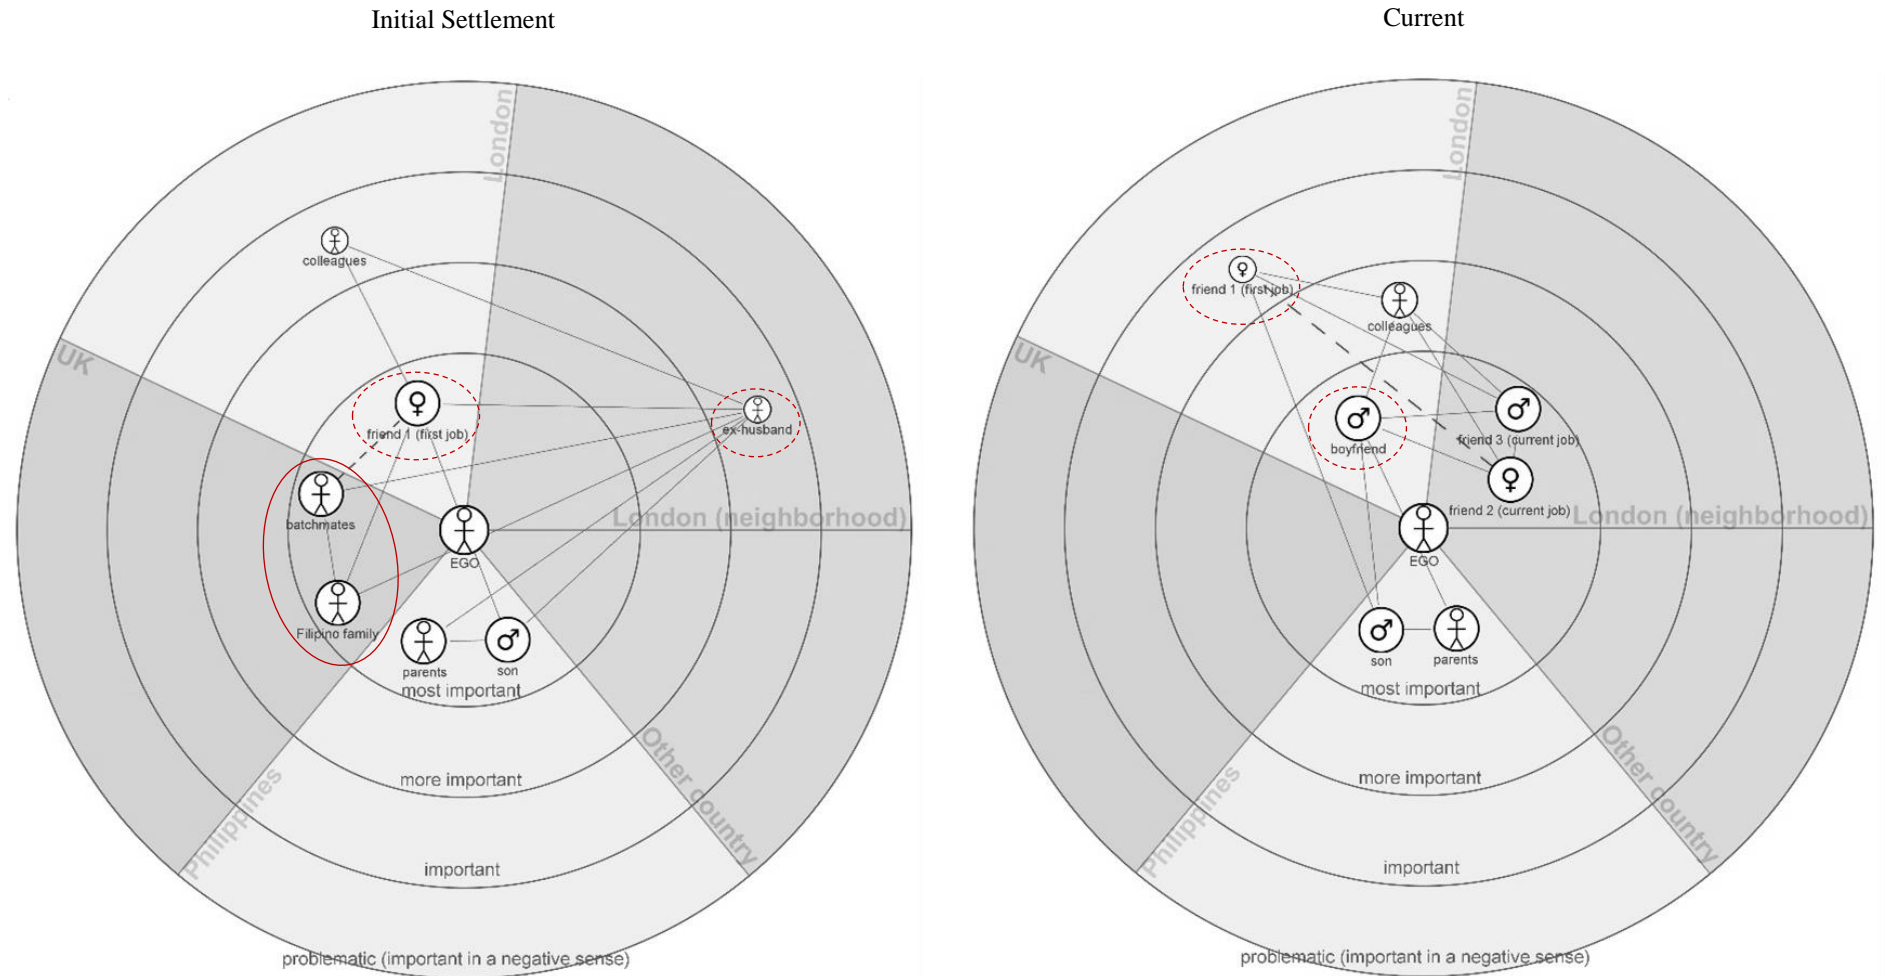 Initial Settlement
London
UK
colleagues
friend 1 (first job)
ex-husband
batchmates
London (neighborhood)
EGO
Filipino family
parents
son
most important
Philippines
Other country
more important
important
problematic (important in a negative sense)
Current
London
UK
friend 1 (first job)
colleagues
boyfriend
friend 3 (current job)
friend 2 (current job)
London (neighborhood)
EGO
son
parents
most important
Philippines
Other country
more important
important
problematic (important in a negative sense)